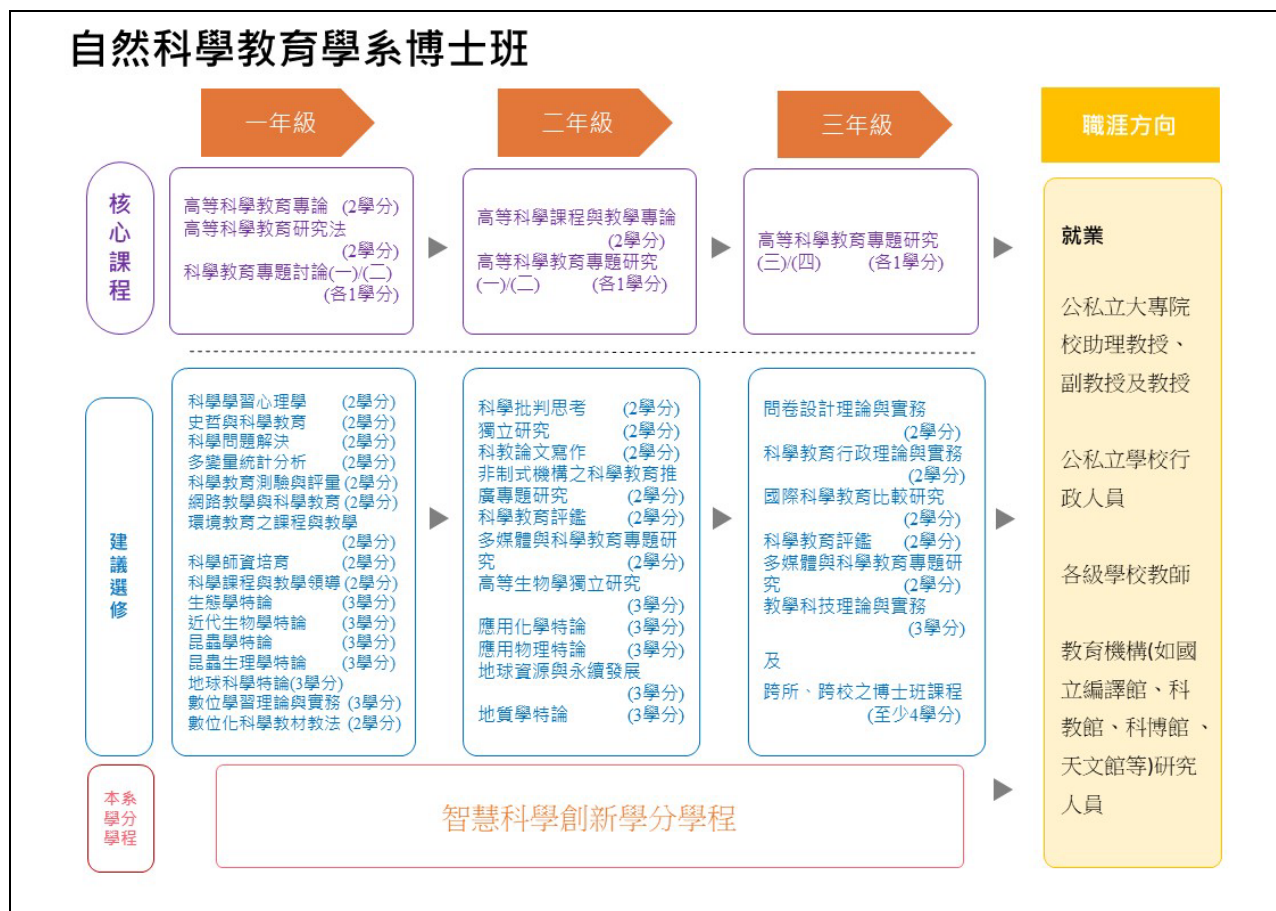 自然科學教育學系博士班
一年級
二年級
三年級
職涯方向
核心課程
高等科學教育專論 (2學分)
高等科學教育研究法
(2學分)
科學教育專題討論(一)/(二)
(各1學分)
高等科學課程與教學專論
(2學分)
高等科學教育專題研究
(一)/(二) (各1學分)
高等科學教育專題研究
(三)/(四) (各1學分)
建議選修
科學學習心理學 (2學分)
史哲與科學教育 (2學分)
科學問題解決 (2學分)
多變量統計分析 (2學分)
科學教育測驗與評量 (2學分)
網路教學與科學教育 (2學分)
環境教育之課程與教學
(2學分)
科學師資培育 (2學分)
科學課程與教學領導 (2學分)
生態學特論 (3學分)
近代生物學特論 (3學分)
昆蟲學特論 (3學分)
昆蟲生理學特論 (3學分)
地球科學特論(3學分)
數位學習理論與實務 (3學分)
數位化科學教材教法 (2學分)
科學批判思考 (2學分)
獨立研究 (2學分)
科教論文寫作 (2學分)
非制式機構之科學教育推
廣專題研究 (2學分)
科學教育評鑑 (2學分)
多媒體與科學教育專題研
究 (2學分)
高等生物學獨立研究
(3學分)
應用化學特論 (3學分)
應用物理特論 (3學分)
地球資源與永續發展
(3學分)
地質學特論 (3學分)
問卷設計理論與實務
(2學分)
科學教育行政理論與實務
(2學分)
國際科學教育比較研究
(2學分)
科學教育評鑑 (2學分)
多媒體與科學教育專題研
究 (2學分)
教學科技理論與實務
(3學分)
及
跨所、跨校之博士班課程
(至少4學分)
本系
學分
學程
智慧科學創新學分學程
就業
公私立大專院
校助理教授、
副教授及教授
公私立學校行
政人員
各級學校教師
教育機構(如國
立編譯館、科
教館、科博館、
天文館等)研究
人員